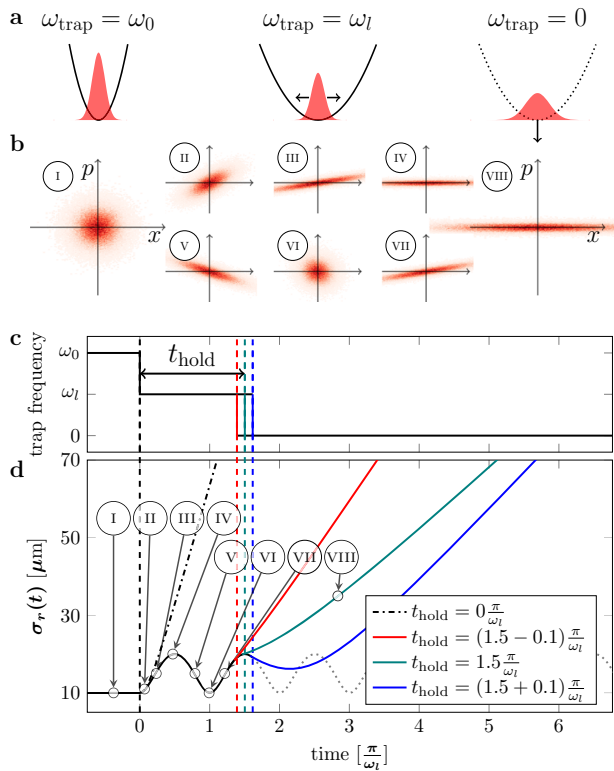 a ω_trap = ω_0 ω_trap = ω_l ω_trap = 0
b
I p x
II III IV
V VI VII
VIII p x
c
trap frequency
ω_0
ω_l
0
t_hold
d
σ_r(t) [μm]
70
50
30
10
I II III IV
V VI VII VIII
t_hold = 0 π/ω_l
t_hold = (1.5 − 0.1) π/ω_l
t_hold = 1.5 π/ω_l
t_hold = (1.5 + 0.1) π/ω_l
0 1 2 3 4 5 6
time [π/ω_l]